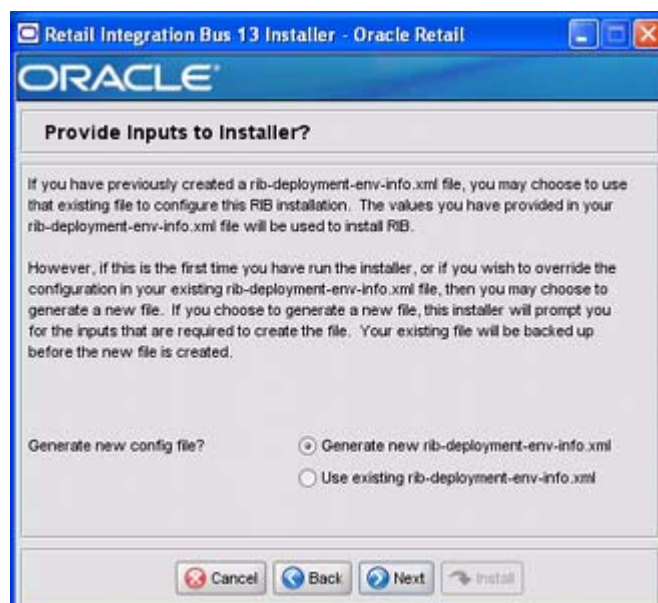 Retail Integration Bus 13 Installer - Oracle Retail
ORACLE
Provide Inputs to Installer?
If you have previously created a rib-deployment-env-info.xml file, you may choose to use
that existing file to configure this RIB installation. The values you have provided in your
rib-deployment-env-info.xml file will be used to install RIB.
However, if this is the first time you have run the installer, or if you wish to override the
configuration in your existing rib-deployment-env-info.xml file, then you may choose to
generate a new file. If you choose to generate a new file, this installer will prompt you
for the inputs that are required to create the file. Your existing file will be backed up
before the new file is created.
Generate new config file? Generate new rib-deployment-env-info.xml
Use existing rib-deployment-env-info.xml
Cancel Back Next Install